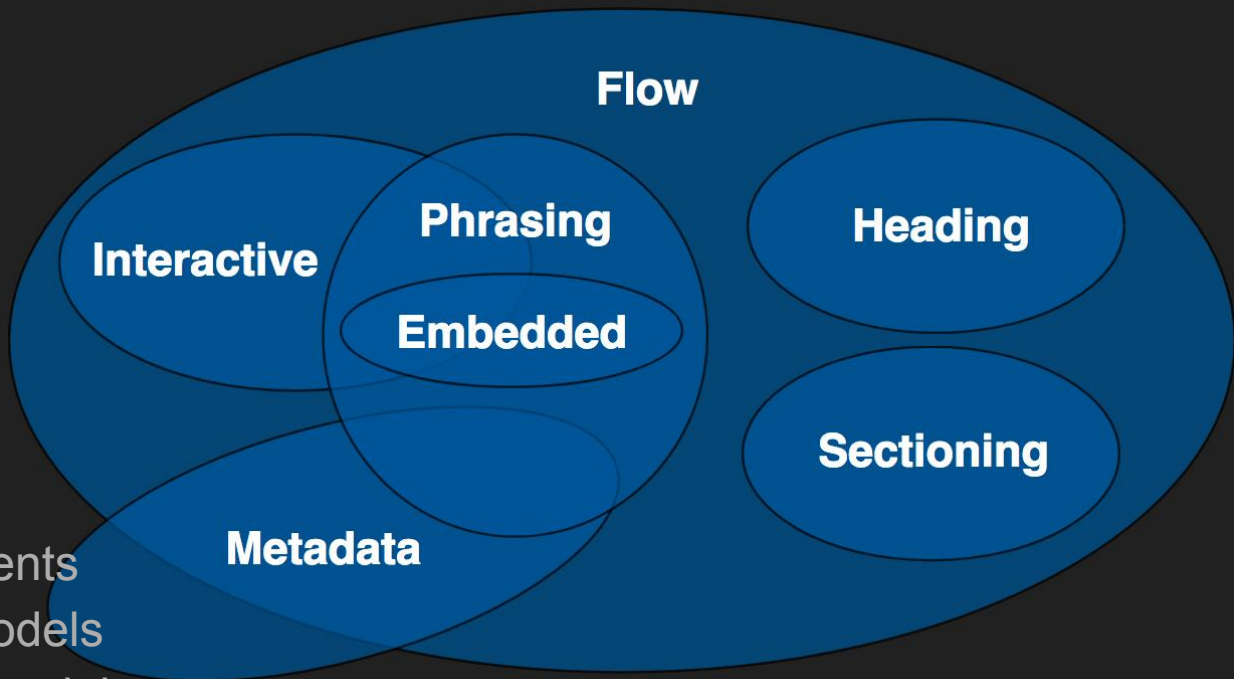 Flow
Phrasing
Heading
Interactive
Embedded
Sectioning
Metadata
ents
odels